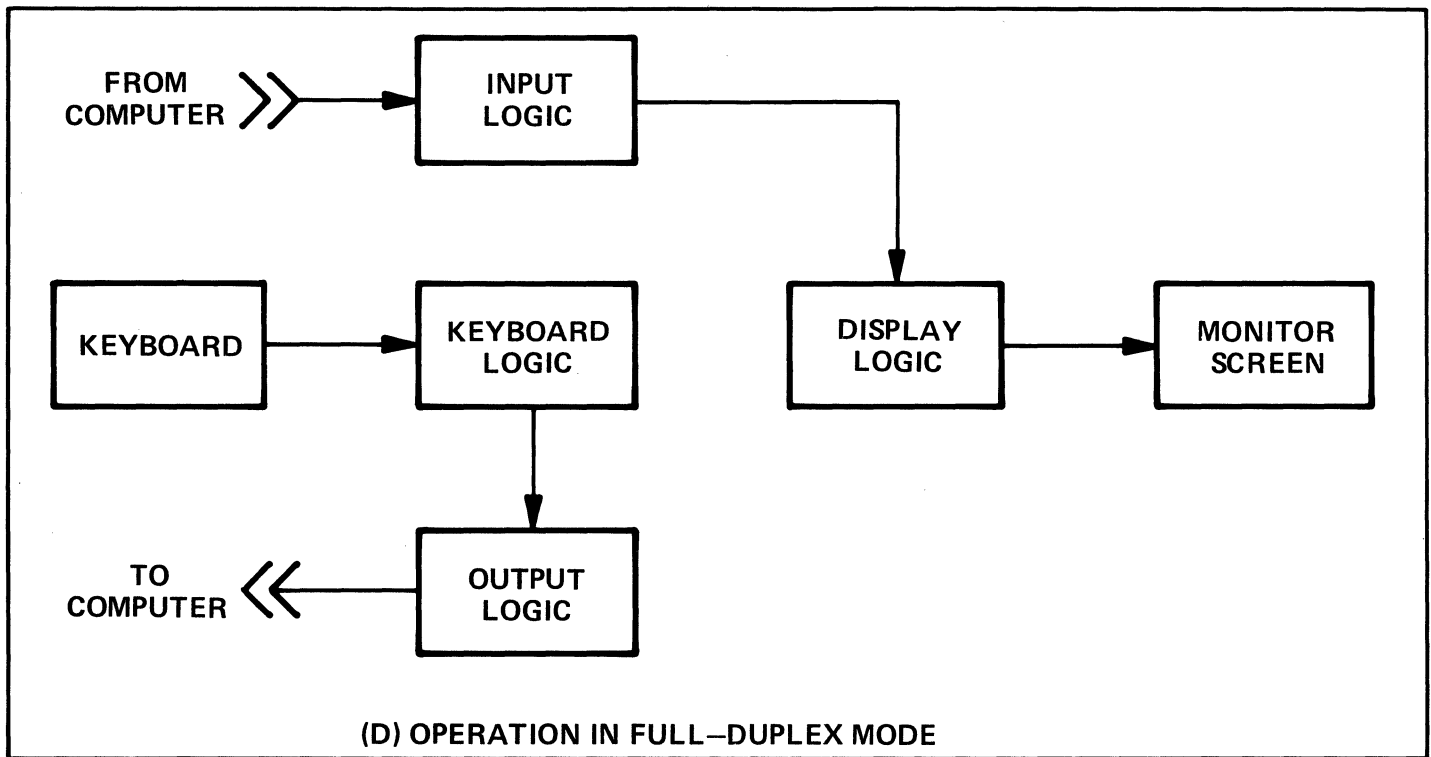 FROM
COMPUTER
INPUT
LOGIC
KEYBOARD
KEYBOARD
LOGIC
DISPLAY
LOGIC
MONITOR
SCREEN
TO
COMPUTER
OUTPUT
LOGIC
(D) OPERATION IN FULL–DUPLEX MODE